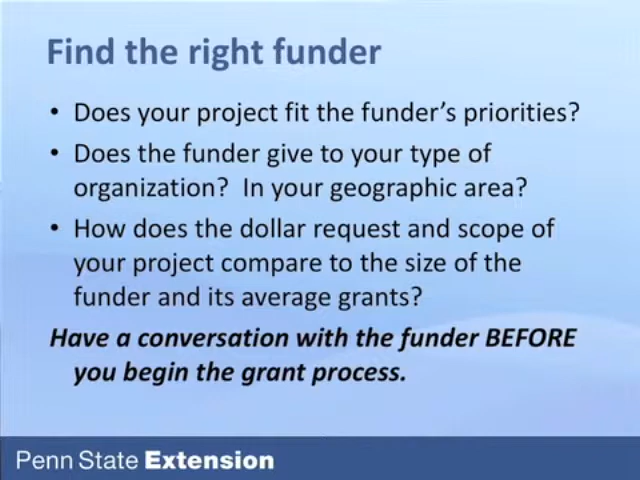 Find the right funder
• Does your project fit the funder's priorities?
• Does the funder give to your type of
organization?  In your geographic area?
• How does the dollar request and scope of
your project compare to the size of the
funder and its average grants?
Have a conversation with the funder BEFORE
you begin the grant process.
Penn State Extension